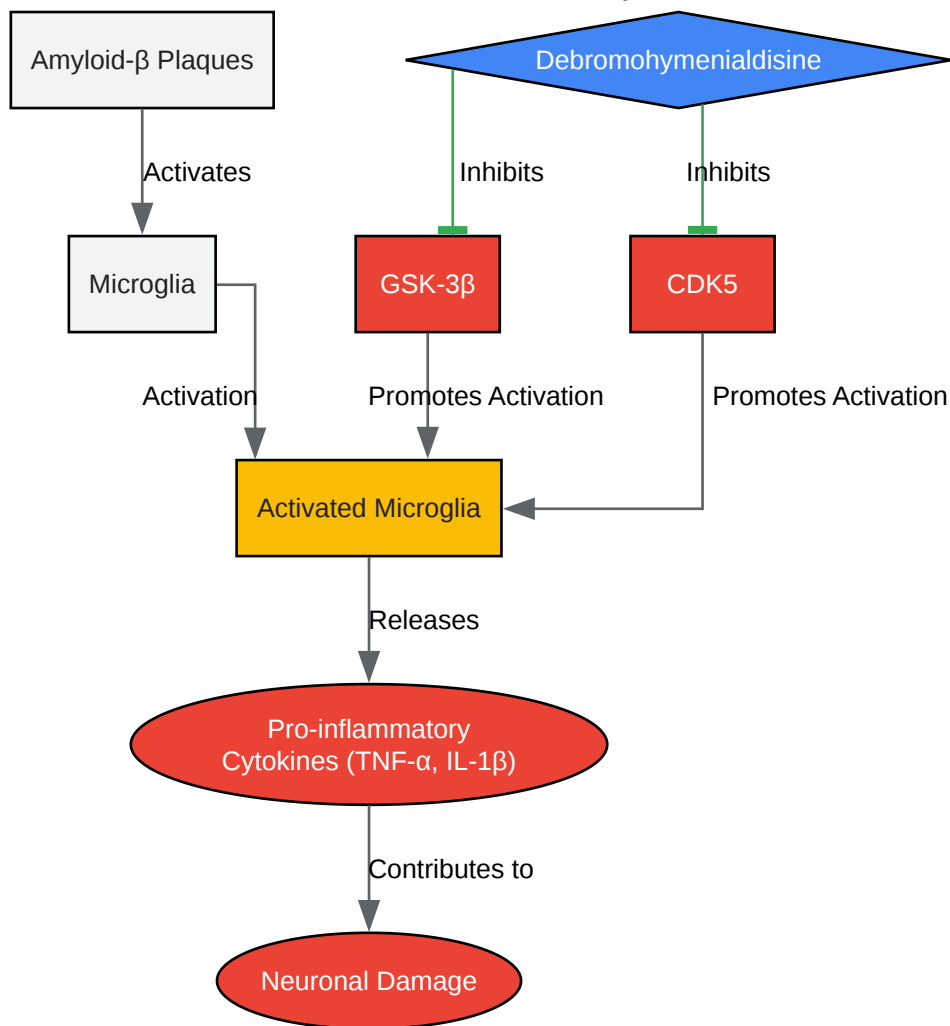 Amyloid-β Plaques
Debromohymenialdisine
Activates
Inhibits
Inhibits
Microglia
GSK-3β
CDK5
Activation
Promotes Activation
Promotes Activation
Activated Microglia
Releases
Pro-inflammatory
Cytokines (TNF-α, IL-1β)
Contributes to
Neuronal Damage